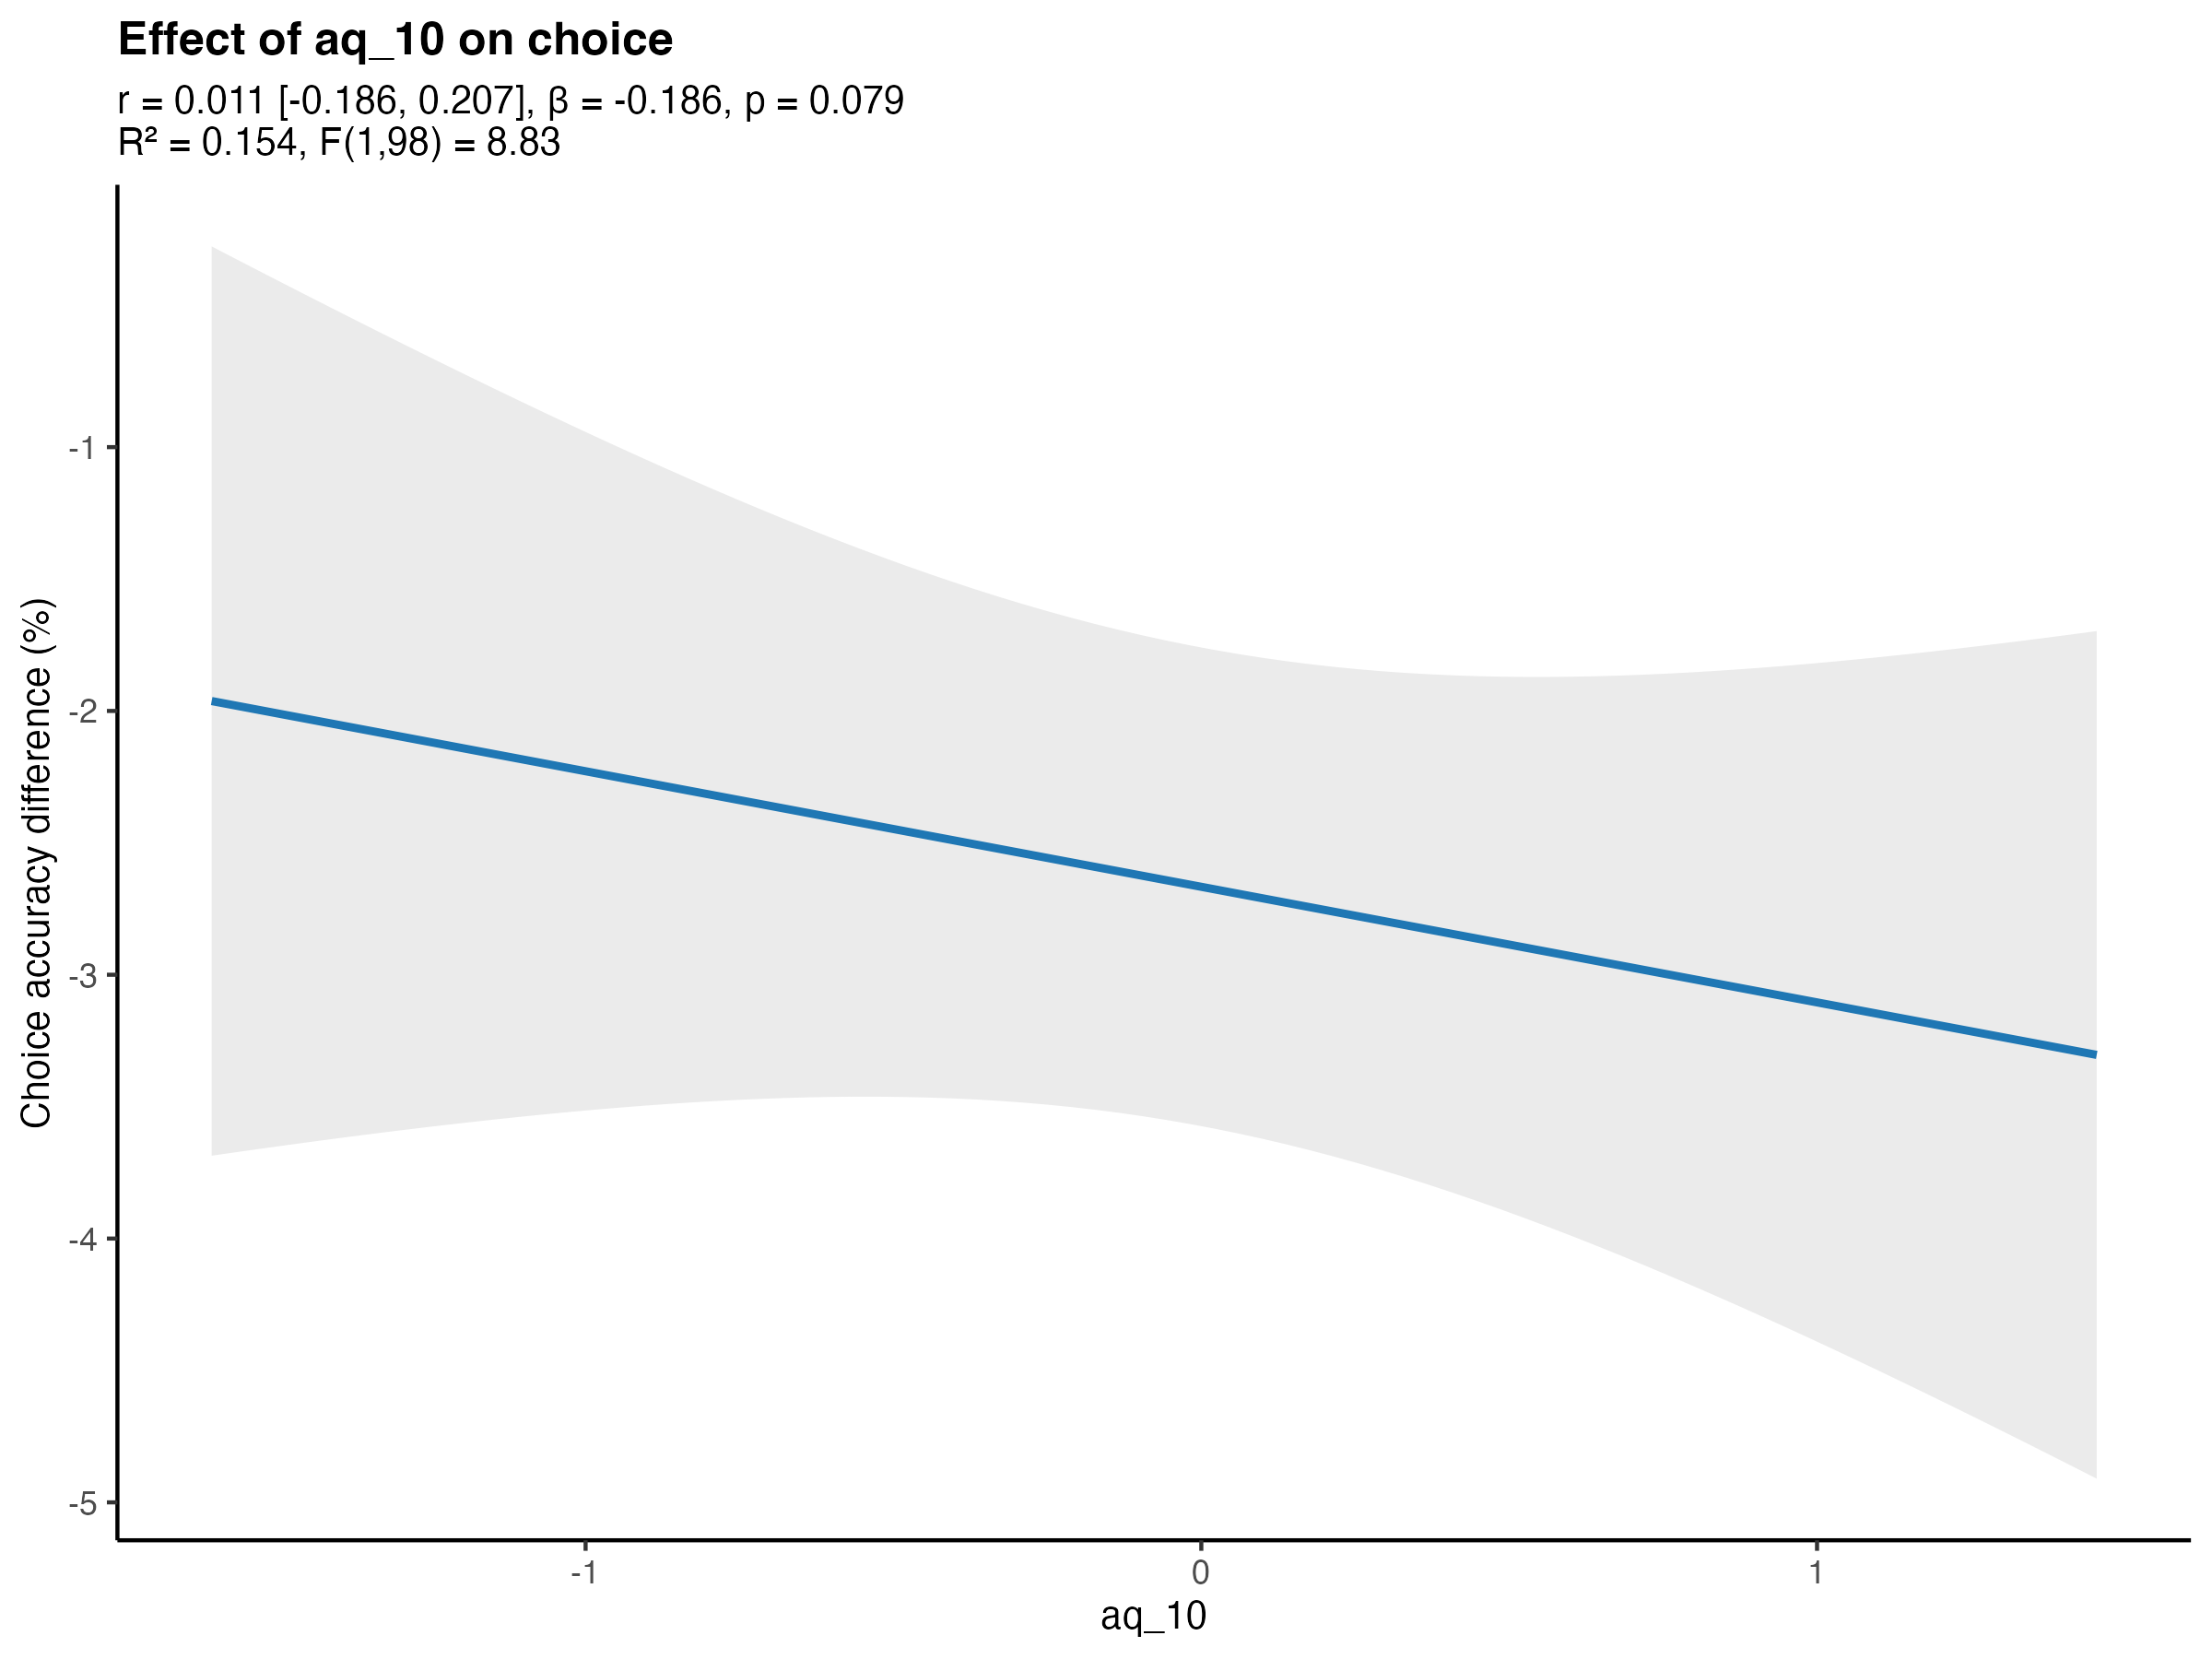 Effect of aq_10 on choice
r = 0.011 [-0.186, 0.207], β = -0.186, p = 0.079
R² = 0.154, F(1,98) = 8.83
Choice accuracy difference (%)
-1
-2
-3
-4
-5
-1
0
1
aq_10